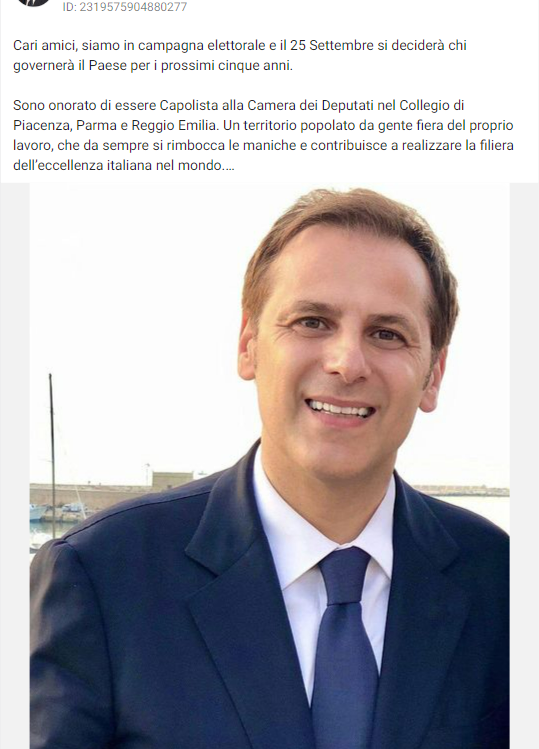 ID: 2319575904880277
Cari amici, siamo in campagna elettorale e il 25 Settembre si deciderà chi
governerà il Paese per i prossimi cinque anni.
Sono onorato di essere Capolista alla Camera dei Deputati nel Collegio di
Piacenza, Parma e Reggio Emilia. Un territorio popolato da gente fiera del proprio
lavoro, che da sempre si rimbocca le maniche e contribuisce a realizzare la filiera
dell’eccellenza italiana nel mondo.…